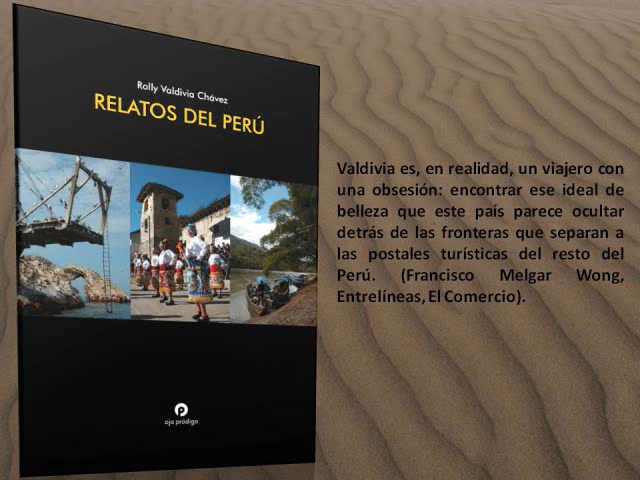 Rolly Valdivia Chávez
RELATOS DEL PERÚ
ojo pródigo
Valdivia es, en realidad, un viajero con
una obsesión: encontrar ese ideal de
belleza que este país parece ocultar
detrás de las fronteras que separan a
las postales turísticas del resto del
Perú. (Francisco Melgar Wong,
Entrelíneas, El Comercio).